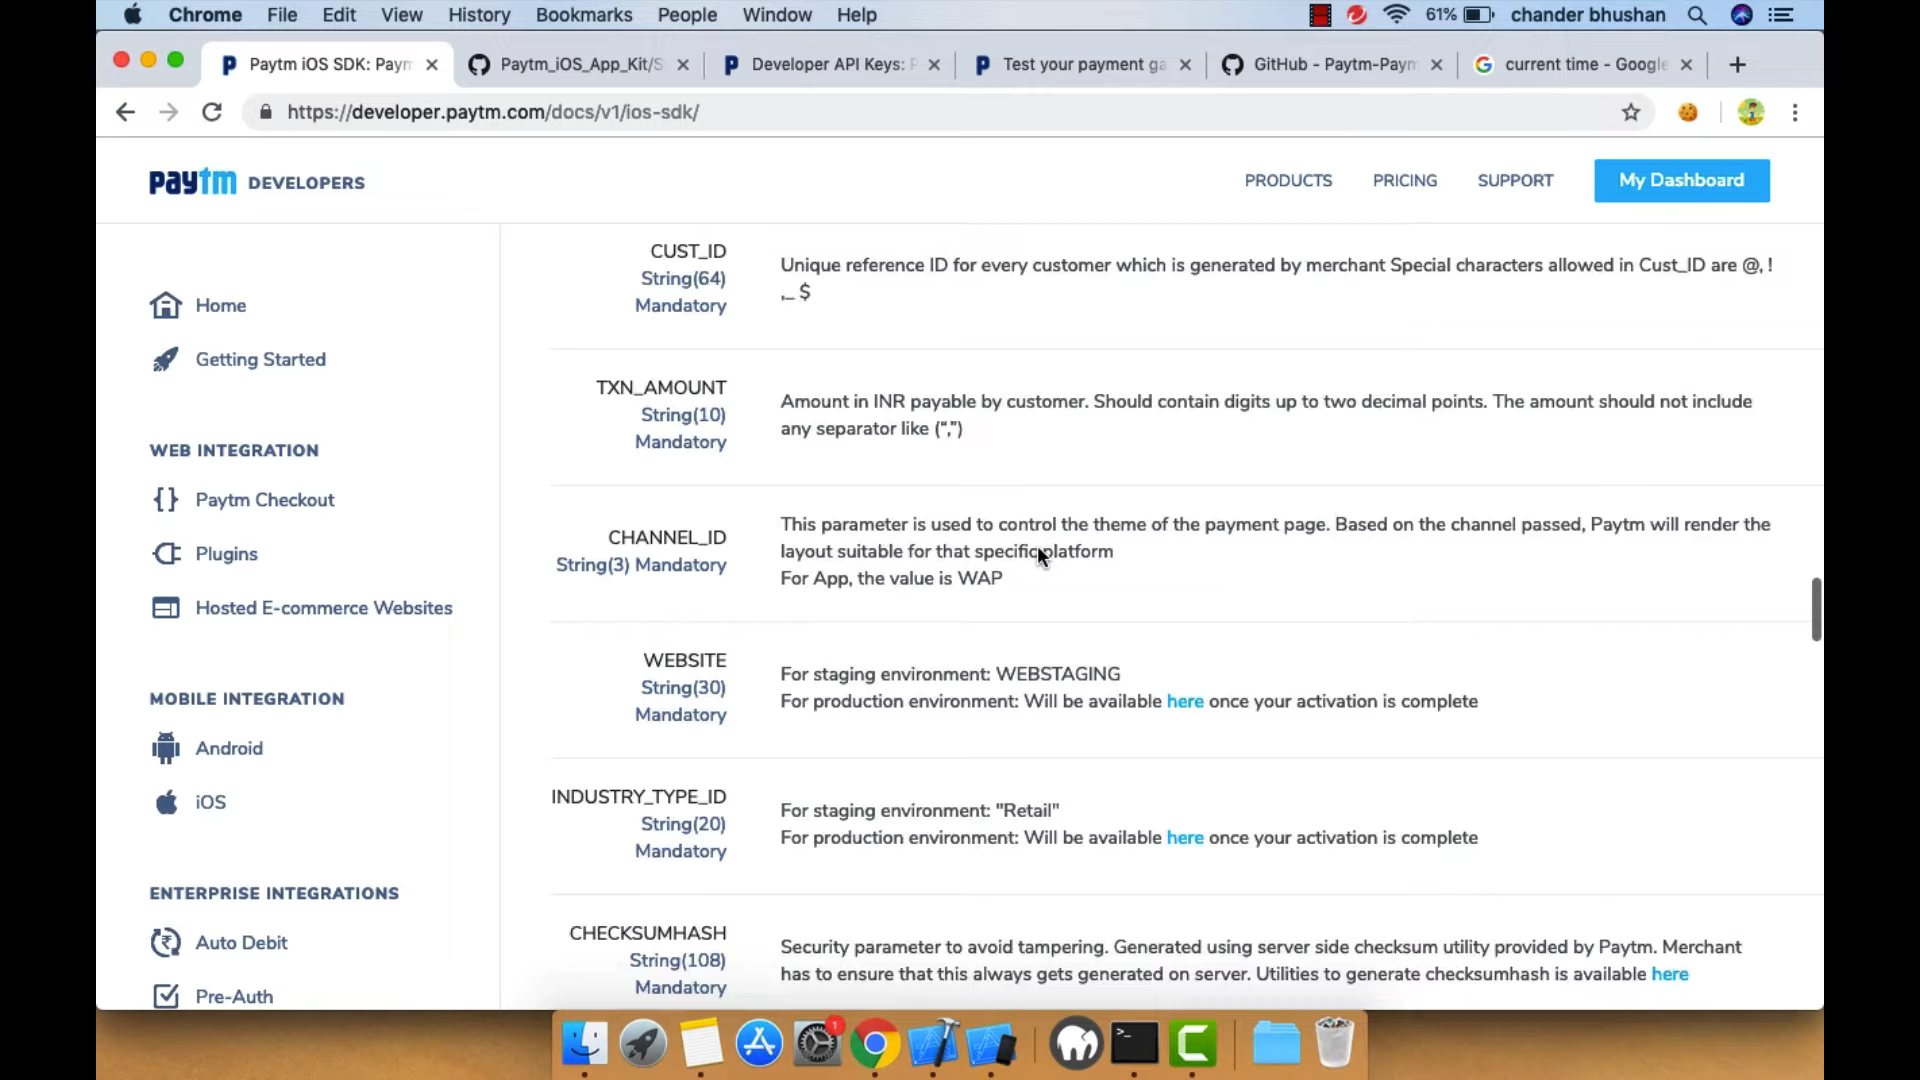 Chrome File Edit View History Bookmarks People Window Help 61% chander bhushan
Paytm iOS SDK: Paym
Paytm_iOS_App_Kit/S
Developer API Keys: P
Test your payment ga
GitHub - Paytm-Paym
current time - Google
https://developer.paytm.com/docs/v1/ios-sdk/
paytm DEVELOPERS
PRODUCTS PRICING SUPPORT My Dashboard
Home
Getting Started
WEB INTEGRATION
Paytm Checkout
Plugins
Hosted E-commerce Websites
MOBILE INTEGRATION
Android
iOS
ENTERPRISE INTEGRATIONS
Auto Debit
Pre-Auth
CUST_ID
String(64)
Mandatory
Unique reference ID for every customer which is generated by merchant Special characters allowed in Cust_ID are @, !
,_ $
TXN_AMOUNT
String(10)
Mandatory
Amount in INR payable by customer. Should contain digits up to two decimal points. The amount should not include
any separator like (“,”)
CHANNEL_ID
String(3) Mandatory
This parameter is used to control the theme of the payment page. Based on the channel passed, Paytm will render the
layout suitable for that specific platform
For App, the value is WAP
WEBSITE
String(30)
Mandatory
For staging environment: WEBSTAGING
For production environment: Will be available here once your activation is complete
INDUSTRY_TYPE_ID
String(20)
Mandatory
For staging environment: "Retail"
For production environment: Will be available here once your activation is complete
CHECKSUMHASH
String(108)
Mandatory
Security parameter to avoid tampering. Generated using server side checksum utility provided by Paytm. Merchant
has to ensure that this always gets generated on server. Utilities to generate checksumhash is available here
1